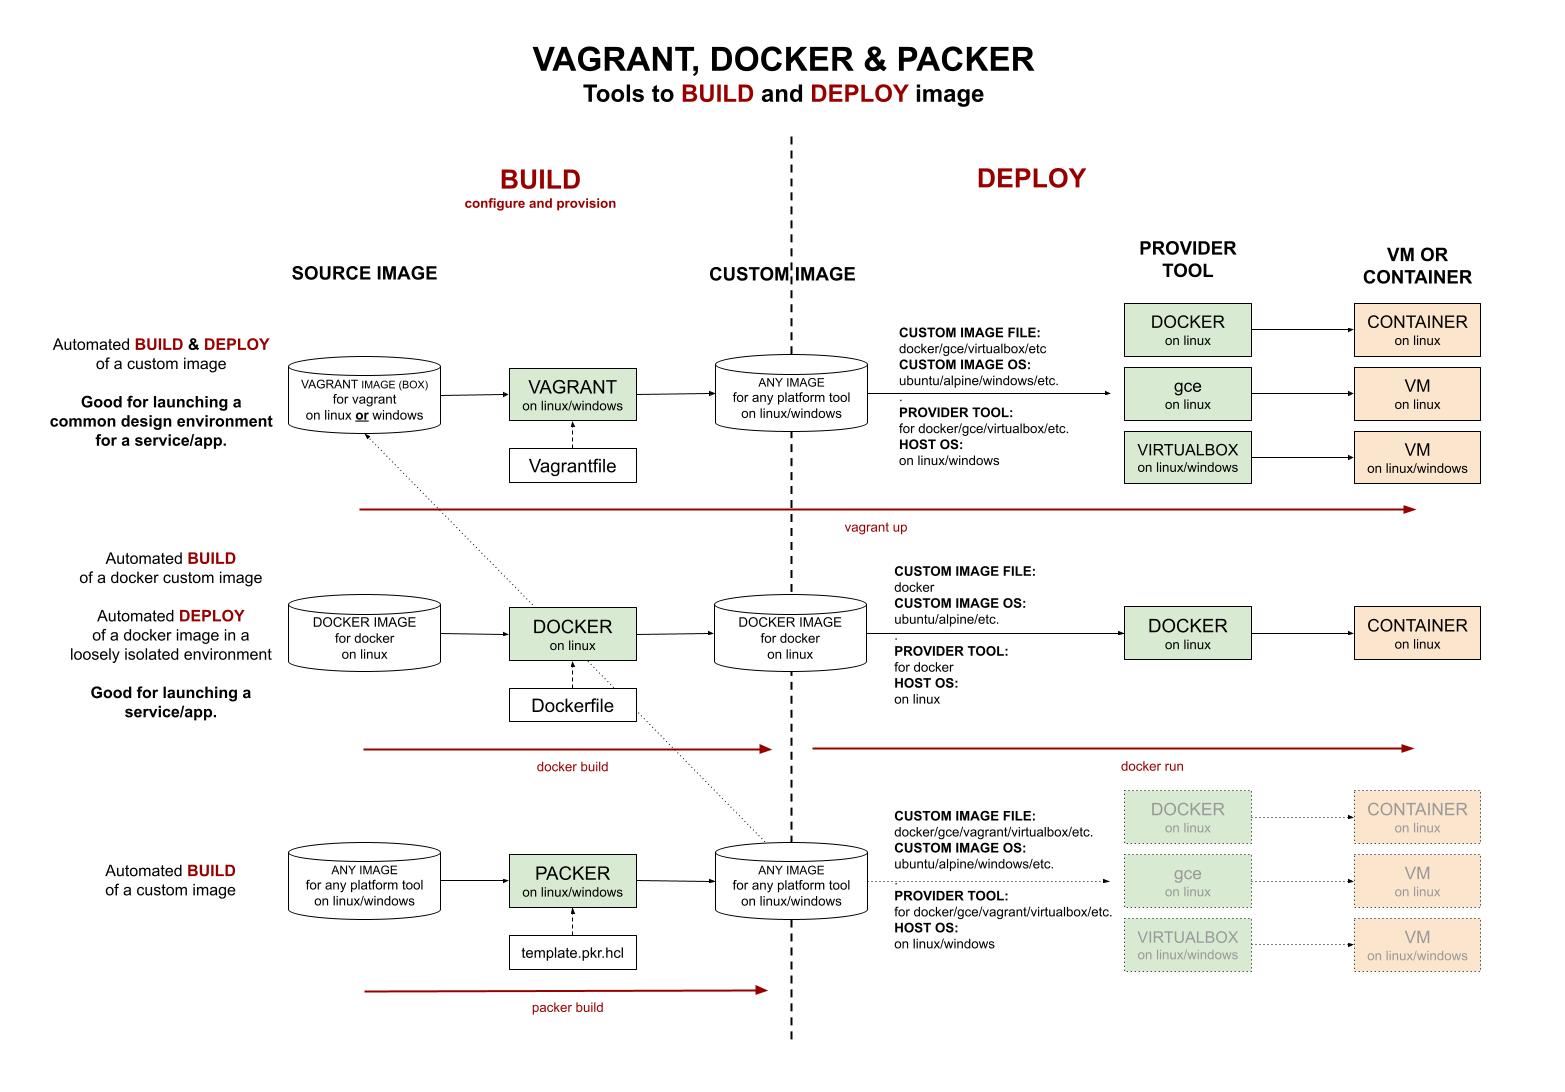 VAGRANT, DOCKER & PACKER
Tools to BUILD and DEPLOY image
BUILD
configure and provision
DEPLOY
SOURCE IMAGE
CUSTOM IMAGE
PROVIDER
TOOL
VM OR
CONTAINER
Automated BUILD & DEPLOY
of a custom image
Good for launching a
common design environment
for a service/app.
VAGRANT IMAGE (BOX)
for vagrant
on linux or windows
VAGRANT
on linux/windows
Vagrantfile
ANY IMAGE
for any platform tool
on linux/windows
CUSTOM IMAGE FILE:
docker/gce/virtualbox/etc
CUSTOM IMAGE OS:
ubuntu/alpine/windows/etc.
.
PROVIDER TOOL:
for docker/gce/virtualbox/etc.
HOST OS:
on linux/windows
DOCKER
on linux
CONTAINER
on linux
gce
on linux
VM
on linux
VIRTUALBOX
on linux/windows
VM
on linux/windows
vagrant up
Automated BUILD
of a docker custom image
Automated DEPLOY
of a docker image in a
loosely isolated environment
Good for launching a
service/app.
DOCKER IMAGE
for docker
on linux
DOCKER
on linux
Dockerfile
DOCKER IMAGE
for docker
on linux
CUSTOM IMAGE FILE:
docker
CUSTOM IMAGE OS:
ubuntu/alpine/etc.
.
PROVIDER TOOL:
for docker
HOST OS:
on linux
DOCKER
on linux
CONTAINER
on linux
docker build
docker run
Automated BUILD
of a custom image
ANY IMAGE
for any platform tool
on linux/windows
PACKER
on linux/windows
template.pkr.hcl
ANY IMAGE
for any platform tool
on linux/windows
CUSTOM IMAGE FILE:
docker/gce/vagrant/virtualbox/etc.
CUSTOM IMAGE OS:
ubuntu/alpine/windows/etc.
.
PROVIDER TOOL:
for docker/gce/vagrant/virtualbox/etc.
HOST OS:
on linux/windows
DOCKER
on linux
CONTAINER
on linux
gce
on linux
VM
on linux
VIRTUALBOX
on linux/windows
VM
on linux/windows
packer build